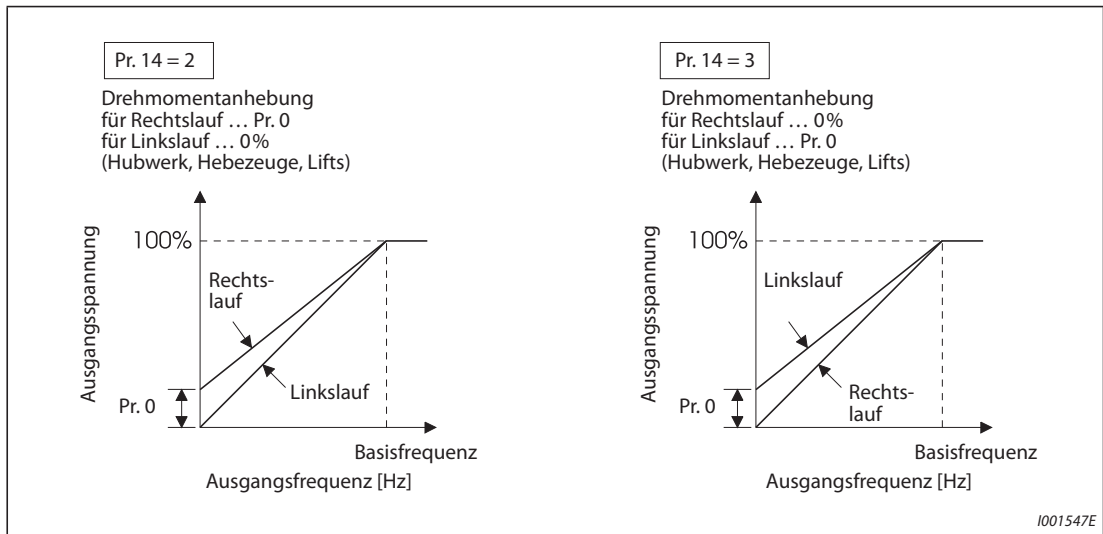 Pr. 14 = 2
Drehmomentanhebung
für Rechtslauf … Pr. 0
für Linkslauf … 0%
(Hubwerk, Hebezeuge, Lifts)
Ausgangsspannung
100%
Rechts-
lauf
Linkslauf
Pr. 0
Basisfrequenz
Ausgangsfrequenz [Hz]
Pr. 14 = 3
Drehmomentanhebung
für Rechtslauf … 0%
für Linkslauf … Pr. 0
(Hubwerk, Hebezeuge, Lifts)
Ausgangsspannung
100%
Linkslauf
Rechts-
lauf
Pr. 0
Basisfrequenz
Ausgangsfrequenz [Hz]
I001547E